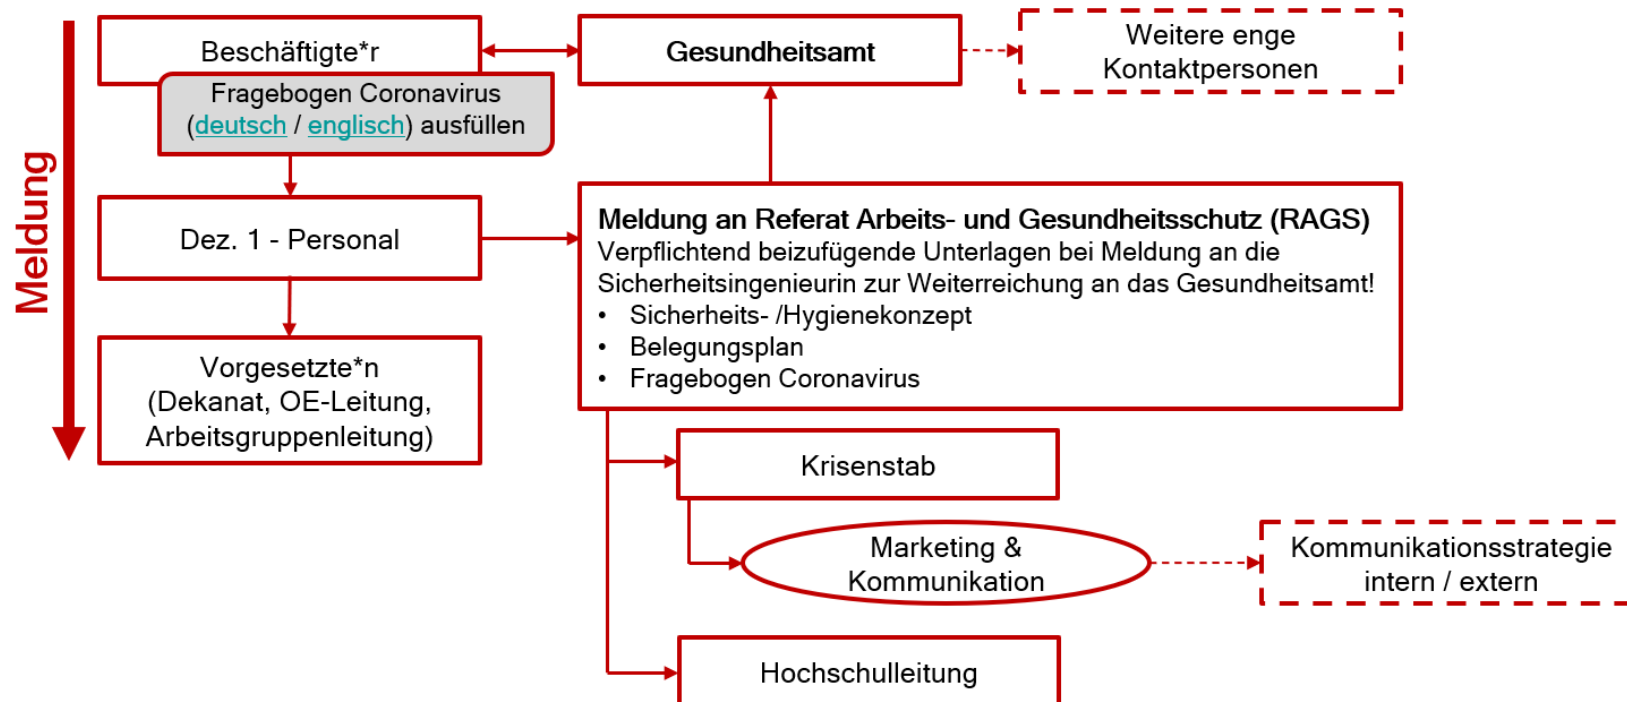 Meldung
Beschäftigte*r
Fragebogen Coronavirus
(deutsch / englisch) ausfüllen
Gesundheitsamt
Weitere enge
Kontaktpersonen
Dez. 1 - Personal
Meldung an Referat Arbeits- und Gesundheitsschutz (RAGS)
Verpflichtend beizufügende Unterlagen bei Meldung an die
Sicherheitsingenieurin zur Weiterreichung an das Gesundheitsamt!
• Sicherheits- /Hygienekonzept
• Belegungsplan
• Fragebogen Coronavirus
Vorgesetzte*n
(Dekanat, OE-Leitung,
Arbeitsgruppenleitung)
Krisenstab
Marketing &
Kommunikation
Kommunikationsstrategie
intern / extern
Hochschulleitung